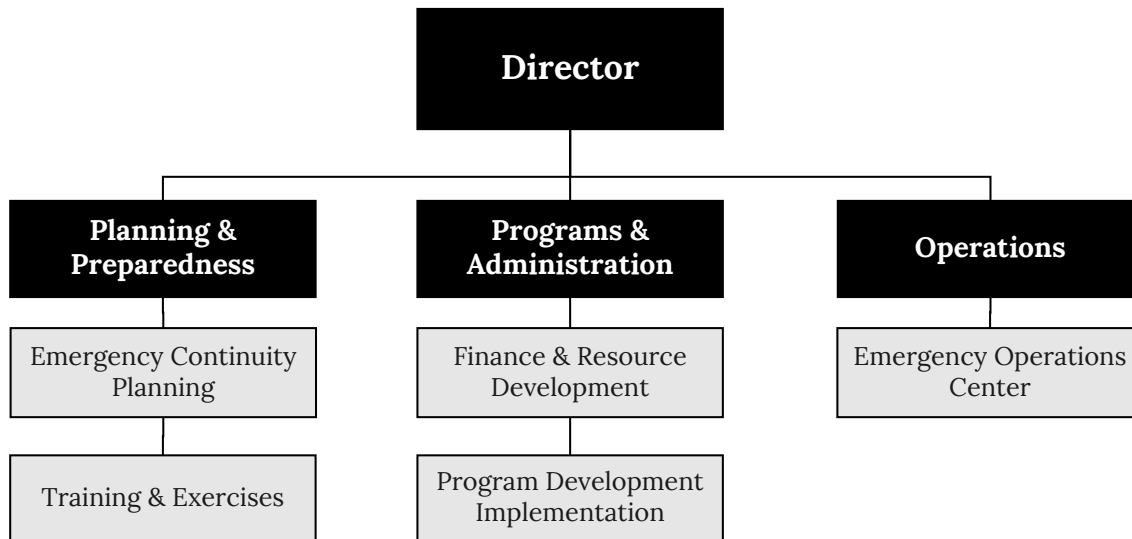 Director
Planning &
Preparedness
Programs &
Administration
Operations
Emergency Continuity
Planning
Finance & Resource
Development
Emergency Operations
Center
Training & Exercises
Program Development
Implementation